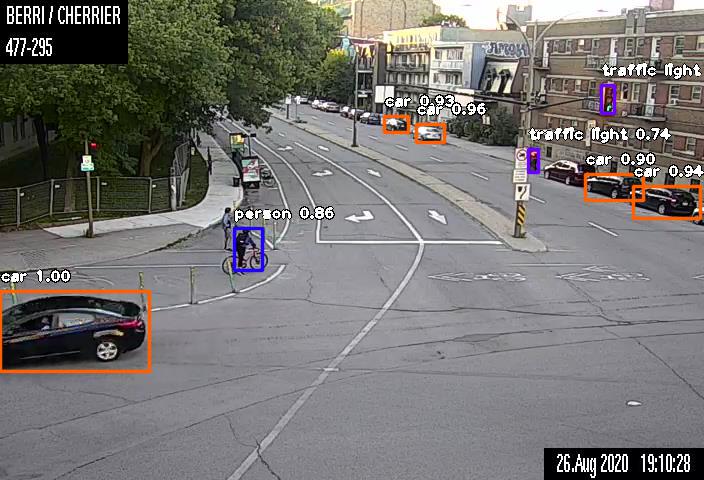 BERRI / CHERRIER
477-295
traffic light
car 0.93
car 0.96
traffic light 0.74
car 0.90
car 0.94
person 0.86
car 1.00
26.Aug 2020 19:10:28